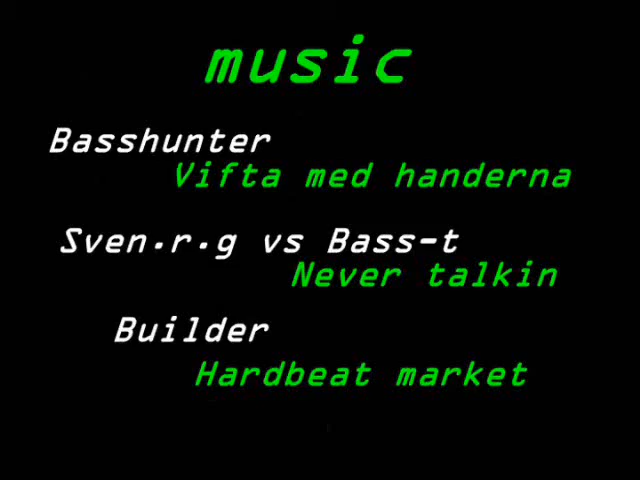 music
Basshunter
Vifta med handerna
Sven.r.g vs Bass-t
Never talkin
Builder
Hardbeat market